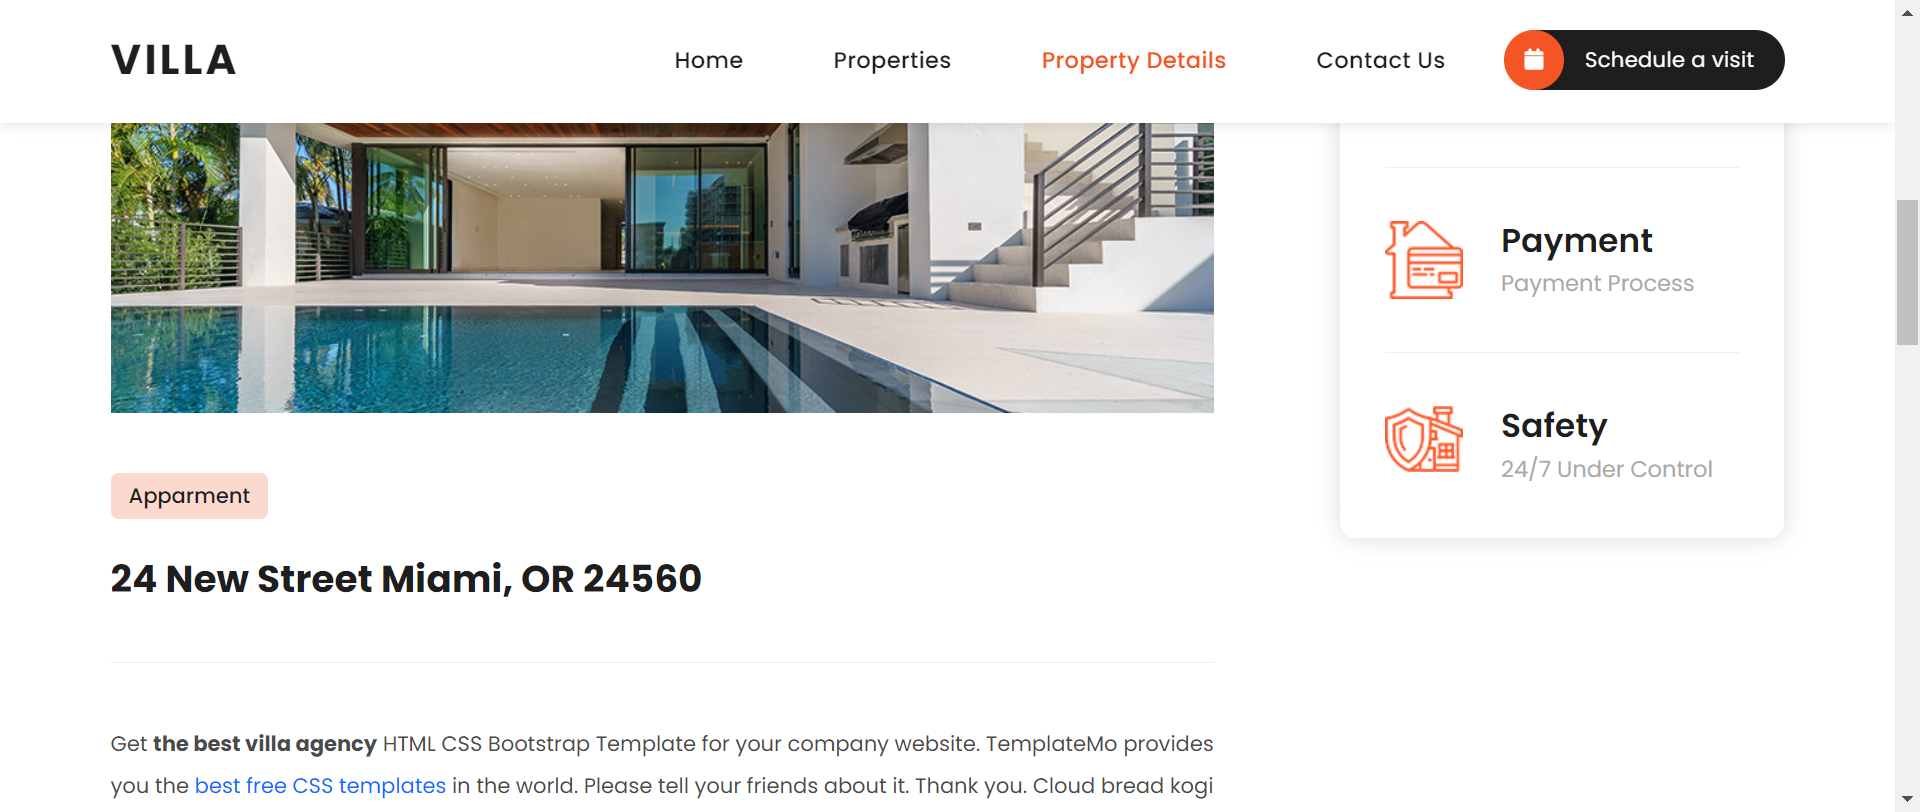 VILLA
Home
Properties
Property Details
Contact Us
Schedule a visit
Payment
Payment Process
Safety
24/7 Under Control
Apparment
24 New Street Miami, OR 24560
Get the best villa agency HTML CSS Bootstrap Template for your company website. TemplateMo provides
you the best free CSS templates in the world. Please tell your friends about it. Thank you. Cloud bread kogi